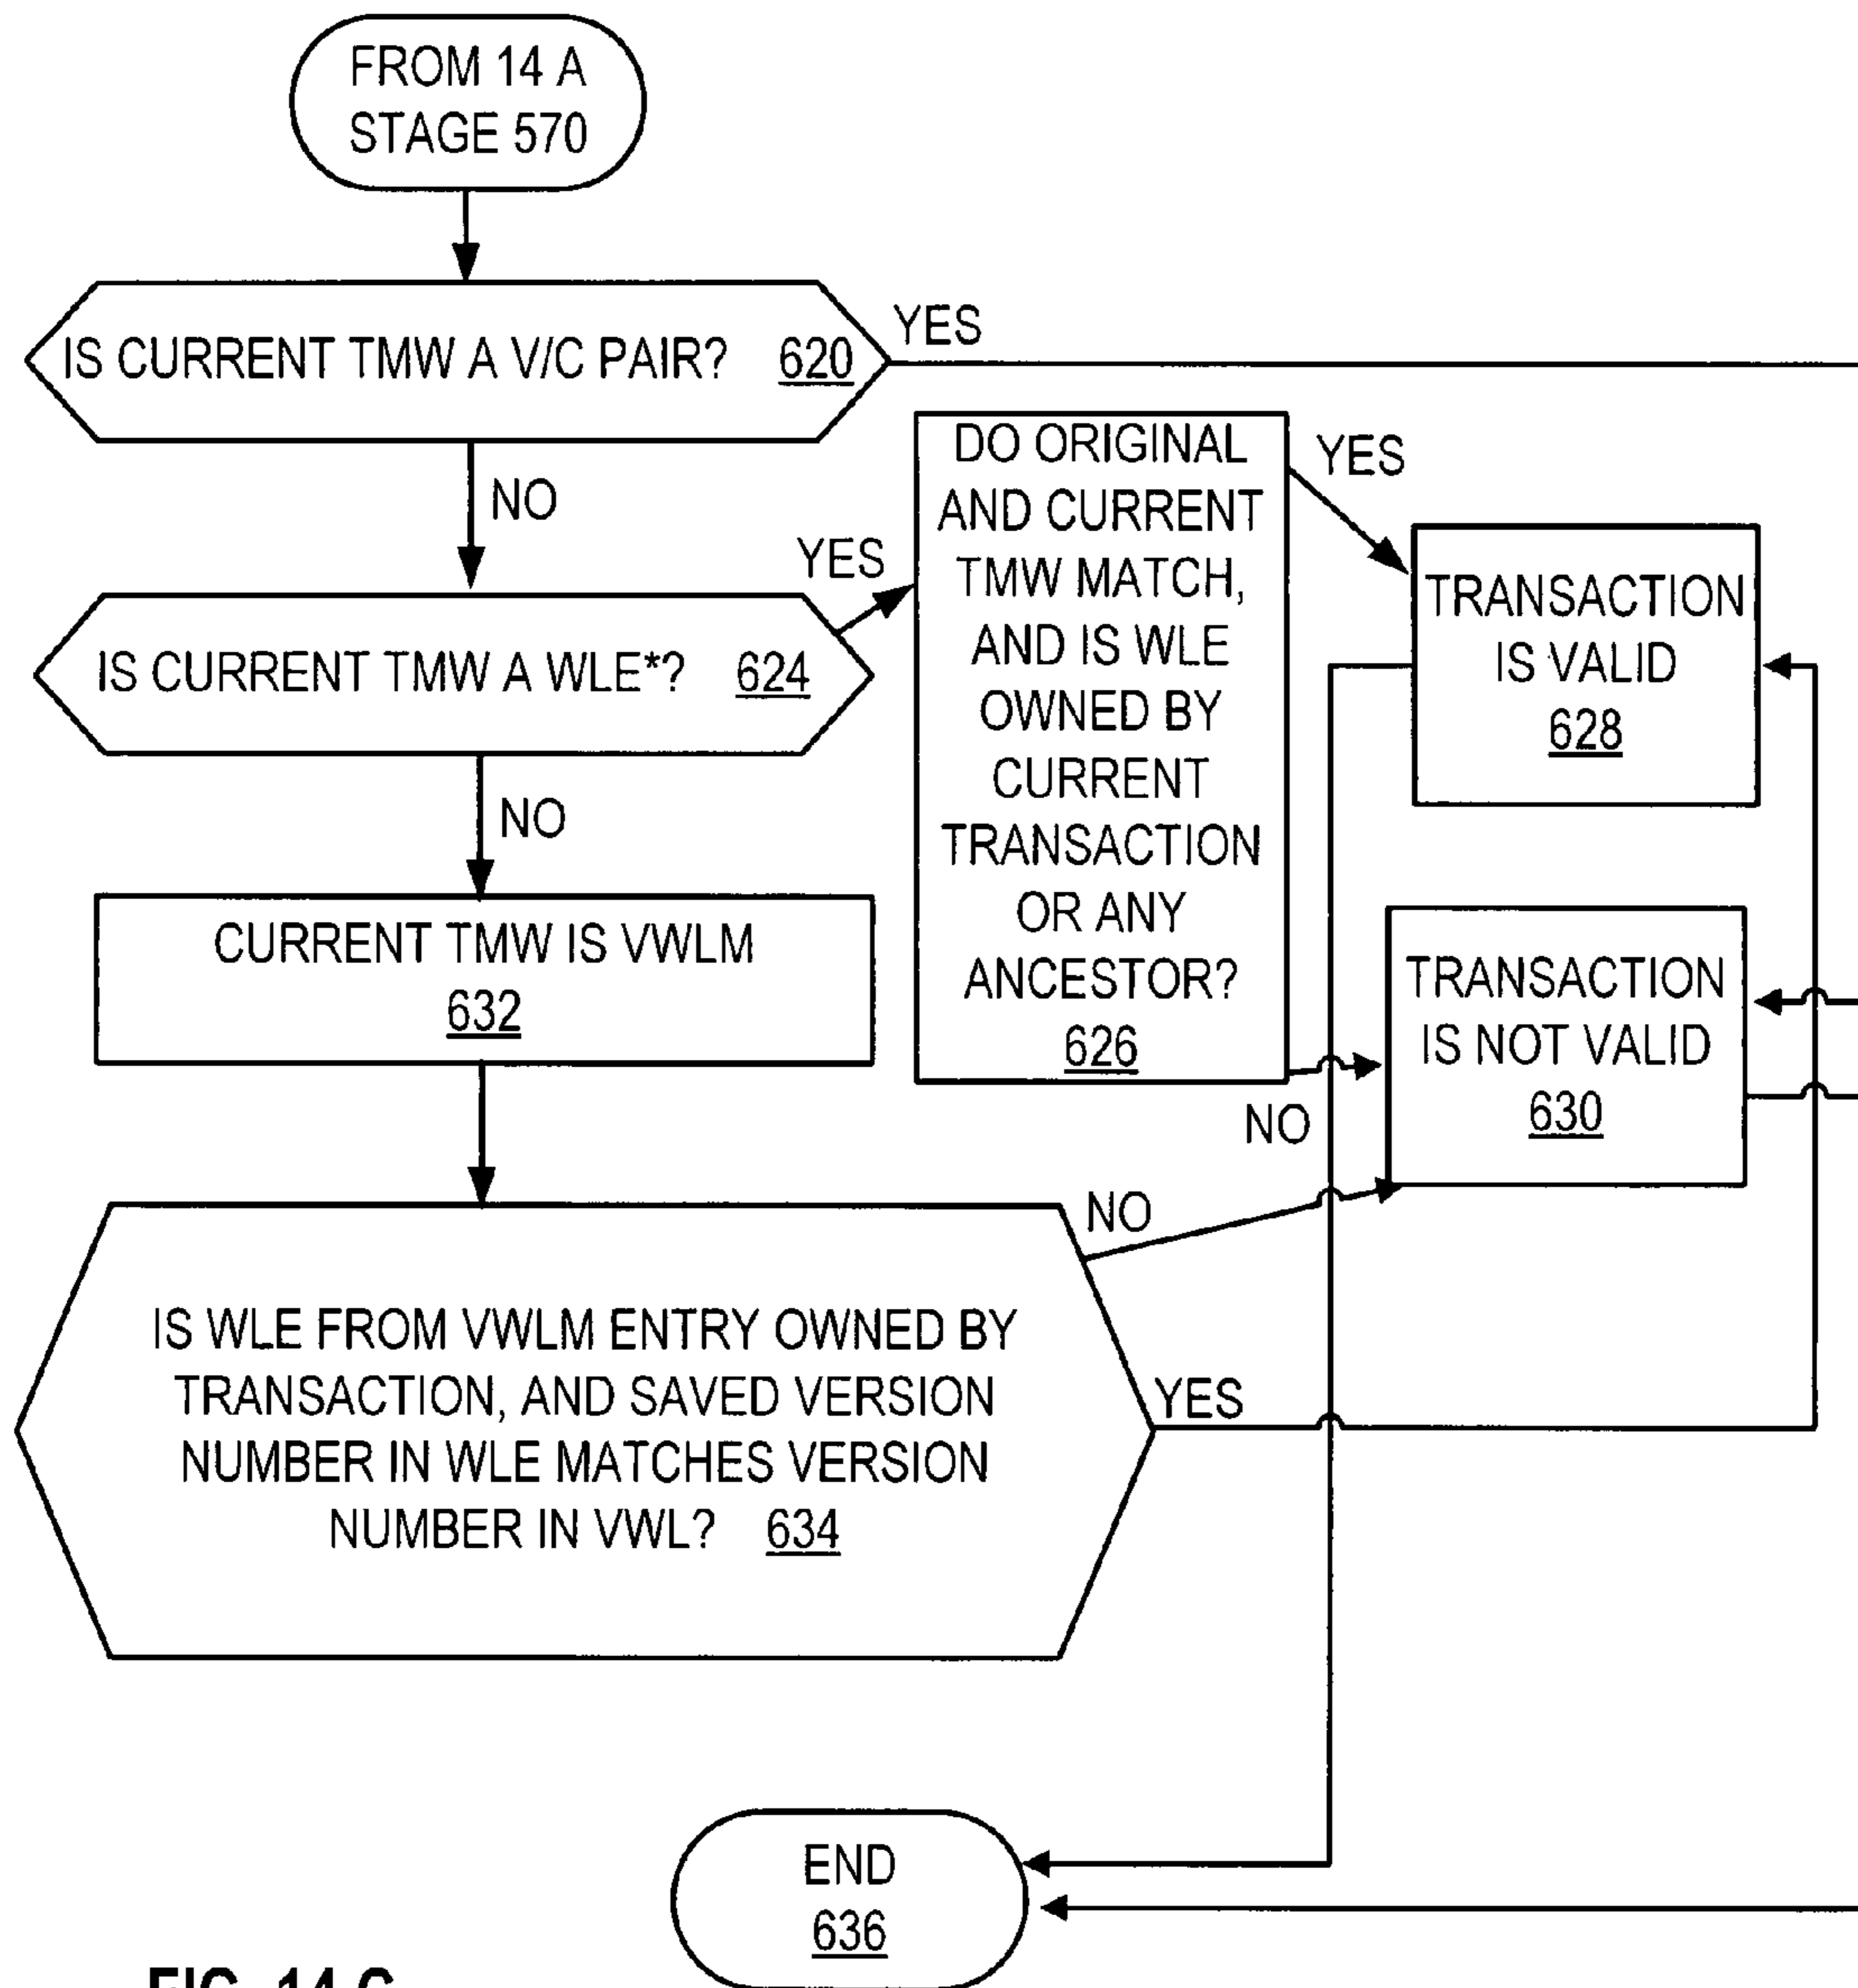 FROM 14 A
STAGE 570
IS CURRENT TMW A V/C PAIR? 620
YES
NO
IS CURRENT TMW A WLE*? 624
YES
NO
DO ORIGINAL
AND CURRENT
TMW MATCH,
AND IS WLE
OWNED BY
CURRENT
TRANSACTION
OR ANY
ANCESTOR?
626
YES
NO
TRANSACTION
IS VALID
628
TRANSACTION
IS NOT VALID
630
CURRENT TMW IS VWLM
632
IS WLE FROM VWLM ENTRY OWNED BY
TRANSACTION, AND SAVED VERSION
NUMBER IN WLE MATCHES VERSION
NUMBER IN VWL? 634
NO
YES
END
636
FIG. 14 C